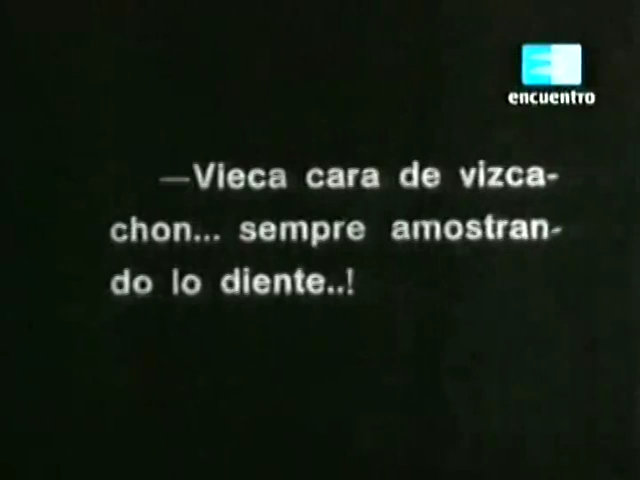 encuentro
—Vieca cara de vizca-
chon... sempre amostran-
do lo diente..!